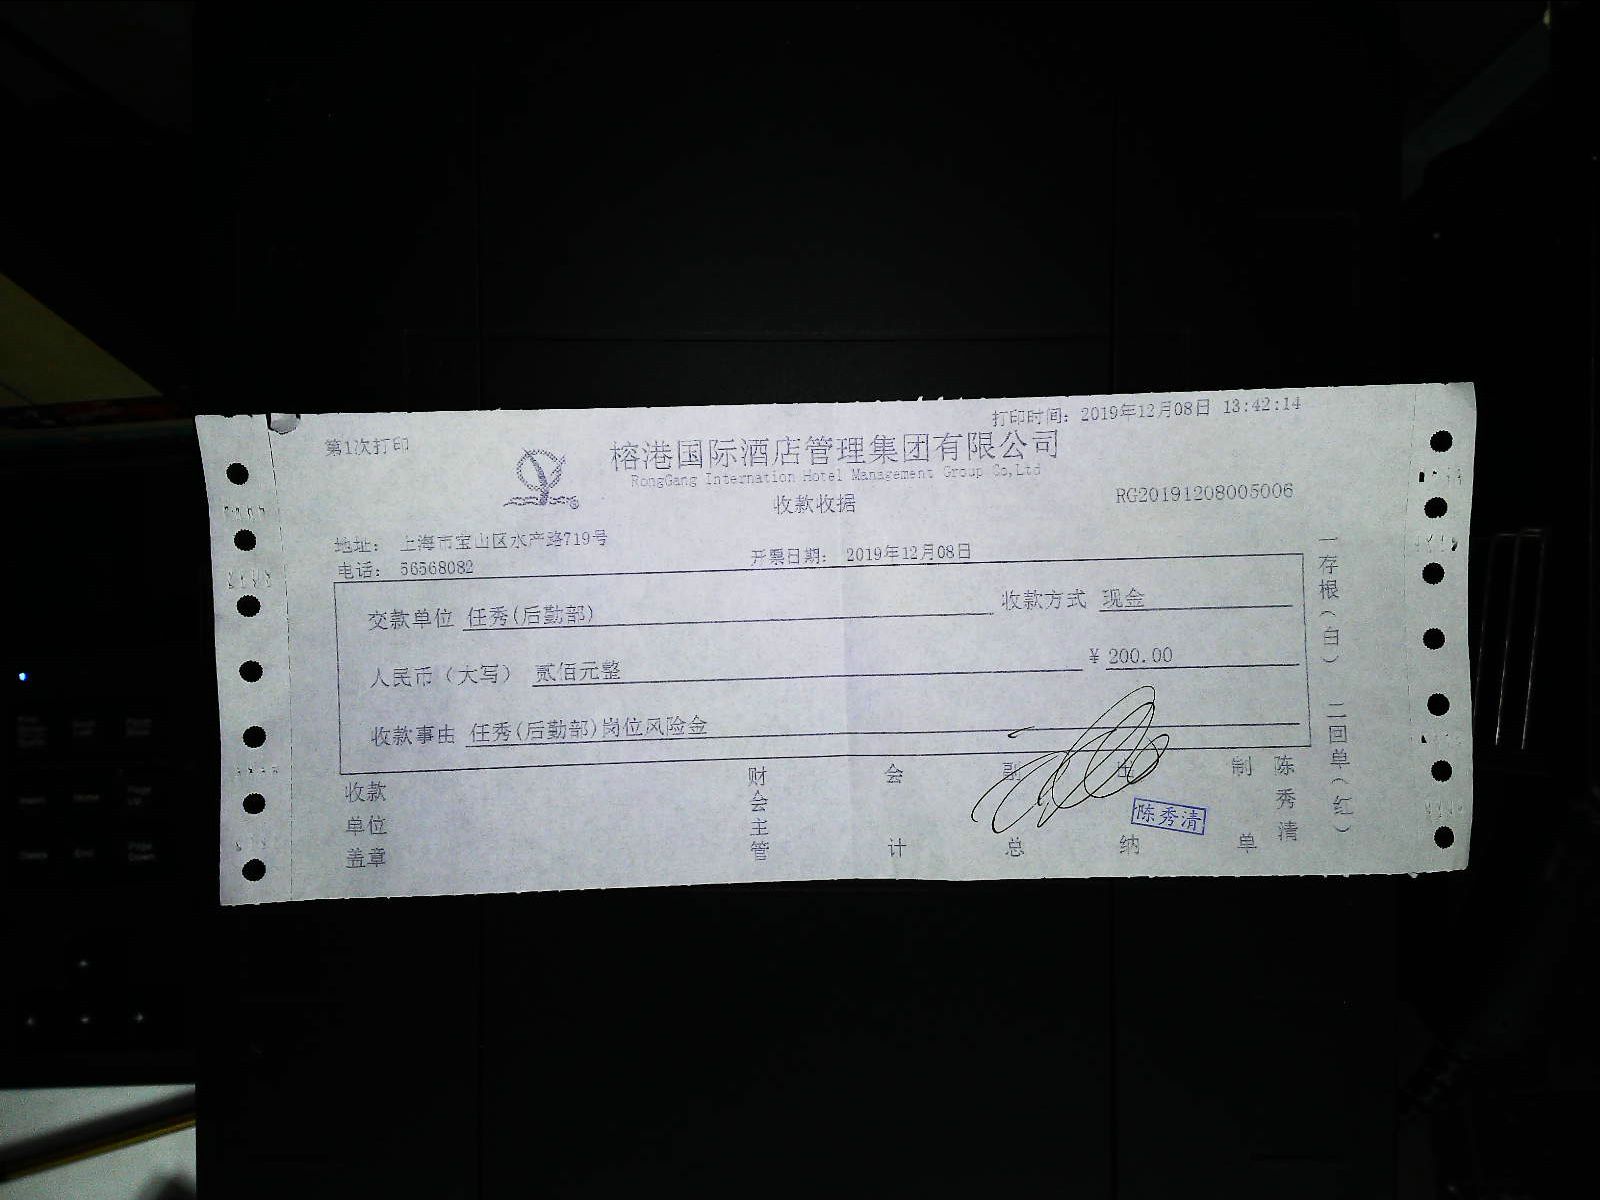 打印时间: 2019年12月08日 13:42:14
第1次打印
榕港国际酒店管理集团有限公司
RongGang Internation Hotel Management Group Co,Ltd
收款收据
RG20191208005006
地址: 上海市宝山区水产路719号
电话: 56568082
开票日期: 2019年12月08日
交款单位 任秀(后勤部) 收款方式 现金
人民币（大写） 贰佰元整 ¥ 200.00
收款事由 任秀(后勤部)岗位风险金
收款单位盖章
财会主管
会计
副总
出纳
陈秀清
制单
陈秀清
一存根（白）
二回单（红）